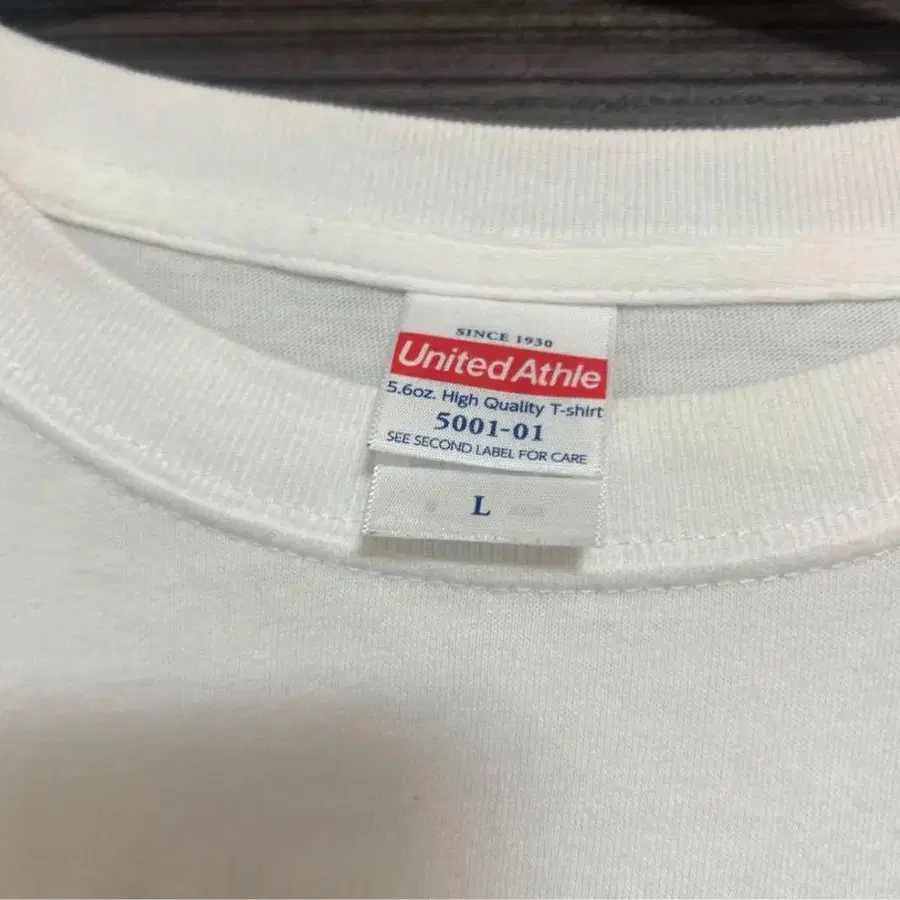 SINCE 1930
United Athle
5.6oz. High Quality T-shirt
5001-01
SEE SECOND LABEL FOR CARE
L